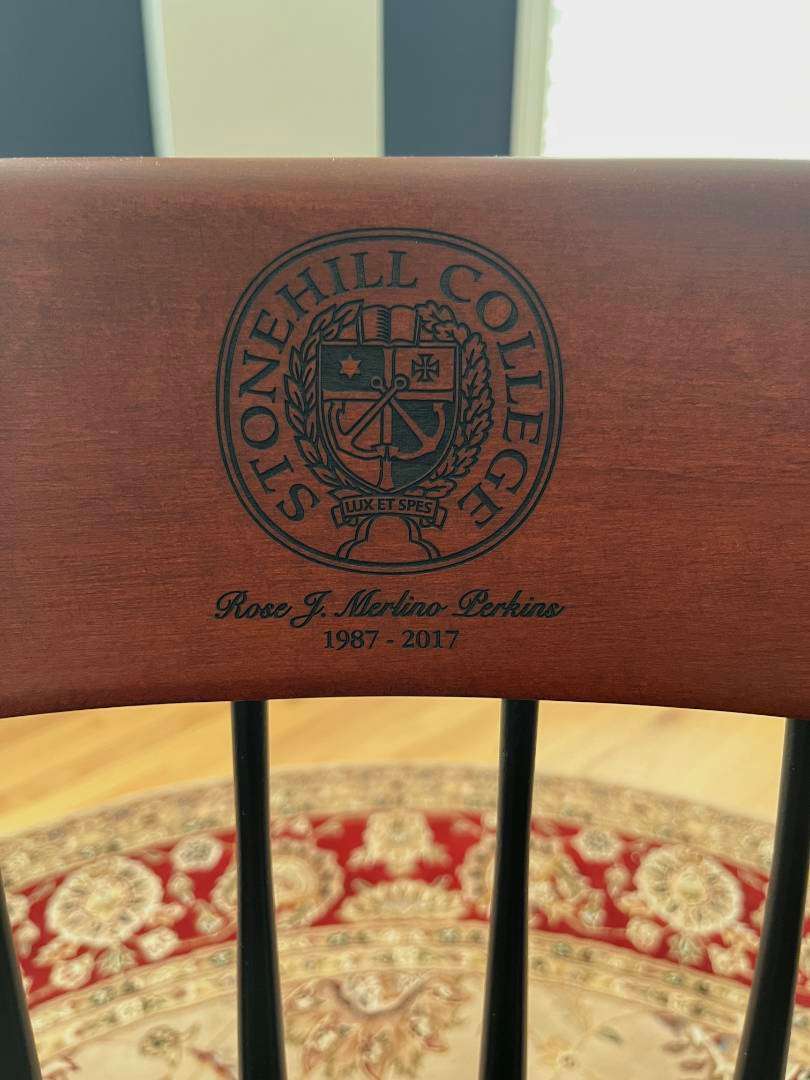 STONEHILL COLLEGE
LUX ET SPES
Rose J. Merlino Perkins
1987 - 2017